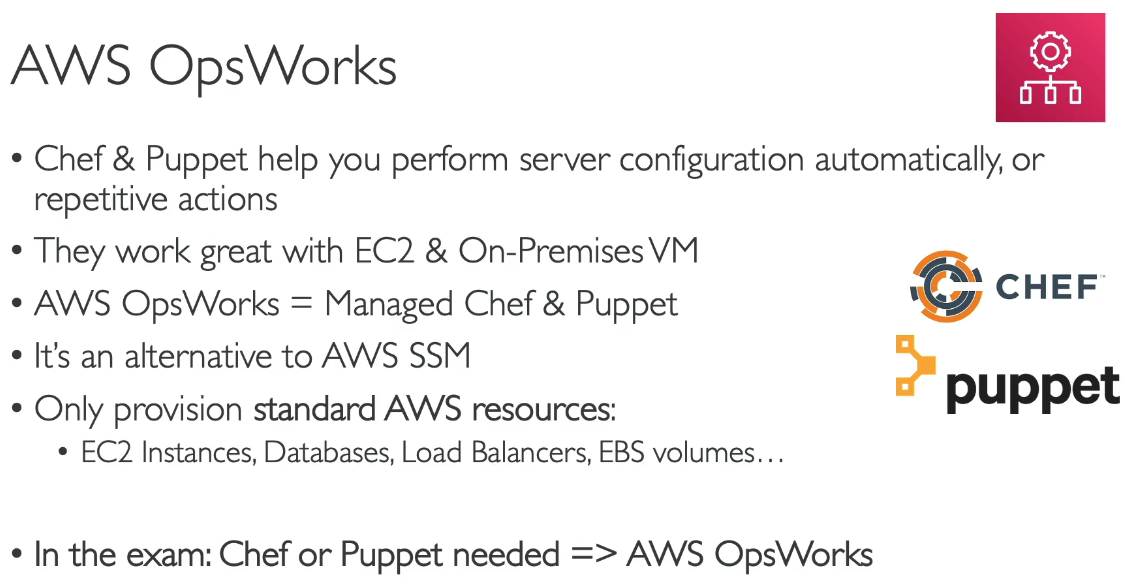 AWS OpsWorks
• Chef & Puppet help you perform server configuration automatically, or
repetitive actions
• They work great with EC2 & On-Premises VM
• AWS OpsWorks = Managed Chef & Puppet
• It's an alternative to AWS SSM
• Only provision standard AWS resources:
• EC2 Instances, Databases, Load Balancers, EBS volumes…
• In the exam: Chef or Puppet needed => AWS OpsWorks
CHEF™
puppet